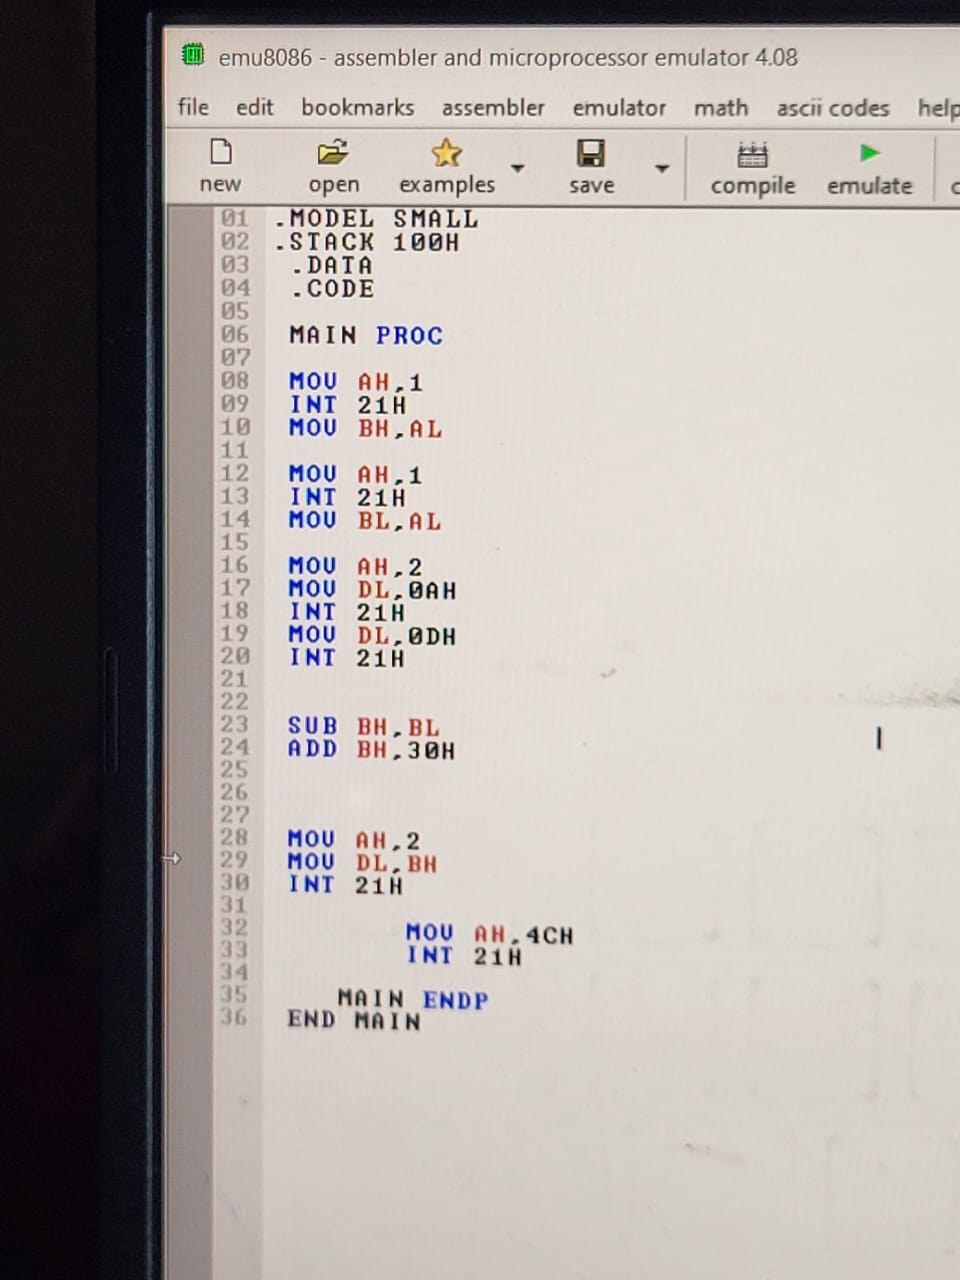 emu8086 - assembler and microprocessor emulator 4.08
file edit bookmarks assembler emulator math ascii codes help
new open examples save compile emulate
01 .MODEL SMALL
02 .STACK 100H
03 .DATA
04 .CODE
05
06 MAIN PROC
07
08 MOV AH,1
09 INT 21H
10 MOV BH,AL
11
12 MOV AH,1
13 INT 21H
14 MOV BL,AL
15
16 MOV AH,2
17 MOV DL,0AH
18 INT 21H
19 MOV DL,0DH
20 INT 21H
21
22
23 SUB BH,BL
24 ADD BH,30H
25
26
27
28 MOV AH,2
29 MOV DL,BH
30 INT 21H
31
32 MOV AH,4CH
33 INT 21H
34
35 MAIN ENDP
36 END MAIN